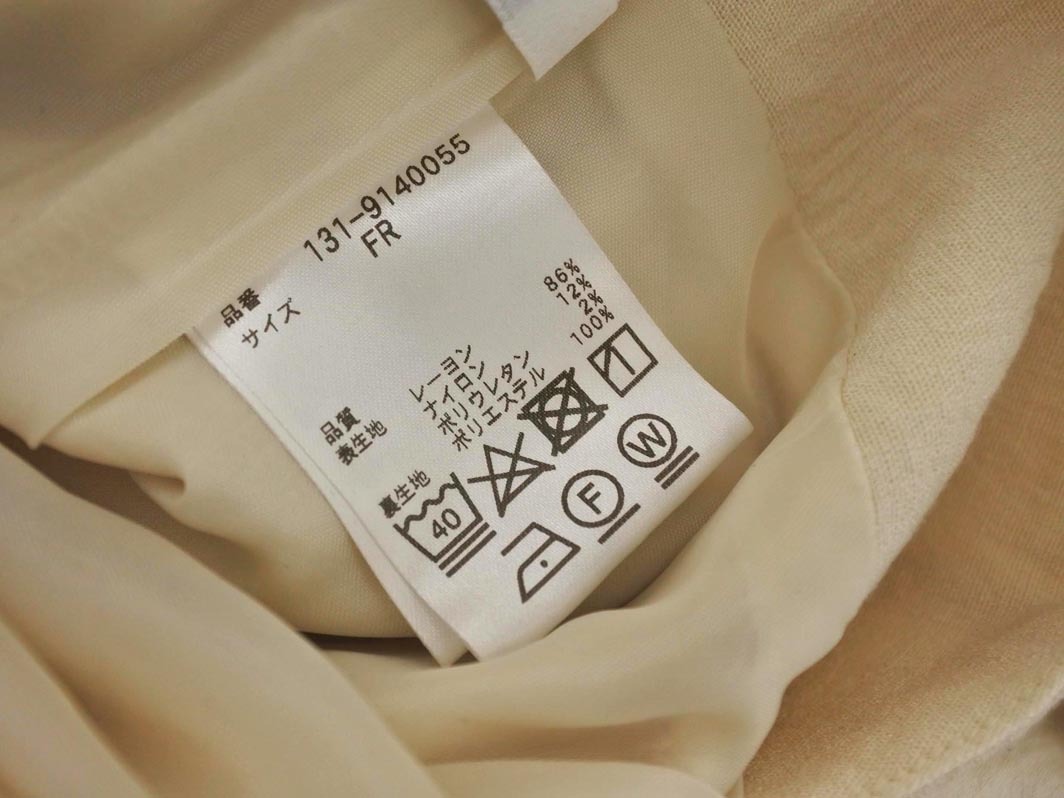 品番 131-9140055
サイズ FR
品質
表生地 レーヨン 86%
ナイロン 12%
ポリウレタン 2%
裏生地 ポリエステル 100%
40
F
W